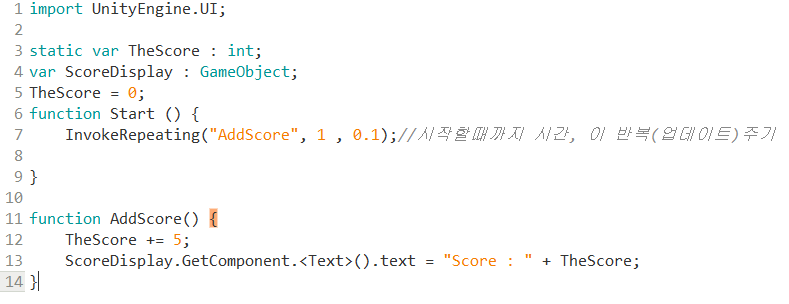 1 import UnityEngine.UI;
2
3 static var TheScore : int;
4 var ScoreDisplay : GameObject;
5 TheScore = 0;
6 function Start () {
7     InvokeRepeating("AddScore", 1 , 0.1);//시작할때까지 시간, 이 반복(업데이트)주기
8
9 }
10
11 function AddScore() {
12     TheScore += 5;
13     ScoreDisplay.GetComponent.<Text>().text = "Score : " + TheScore;
14 }